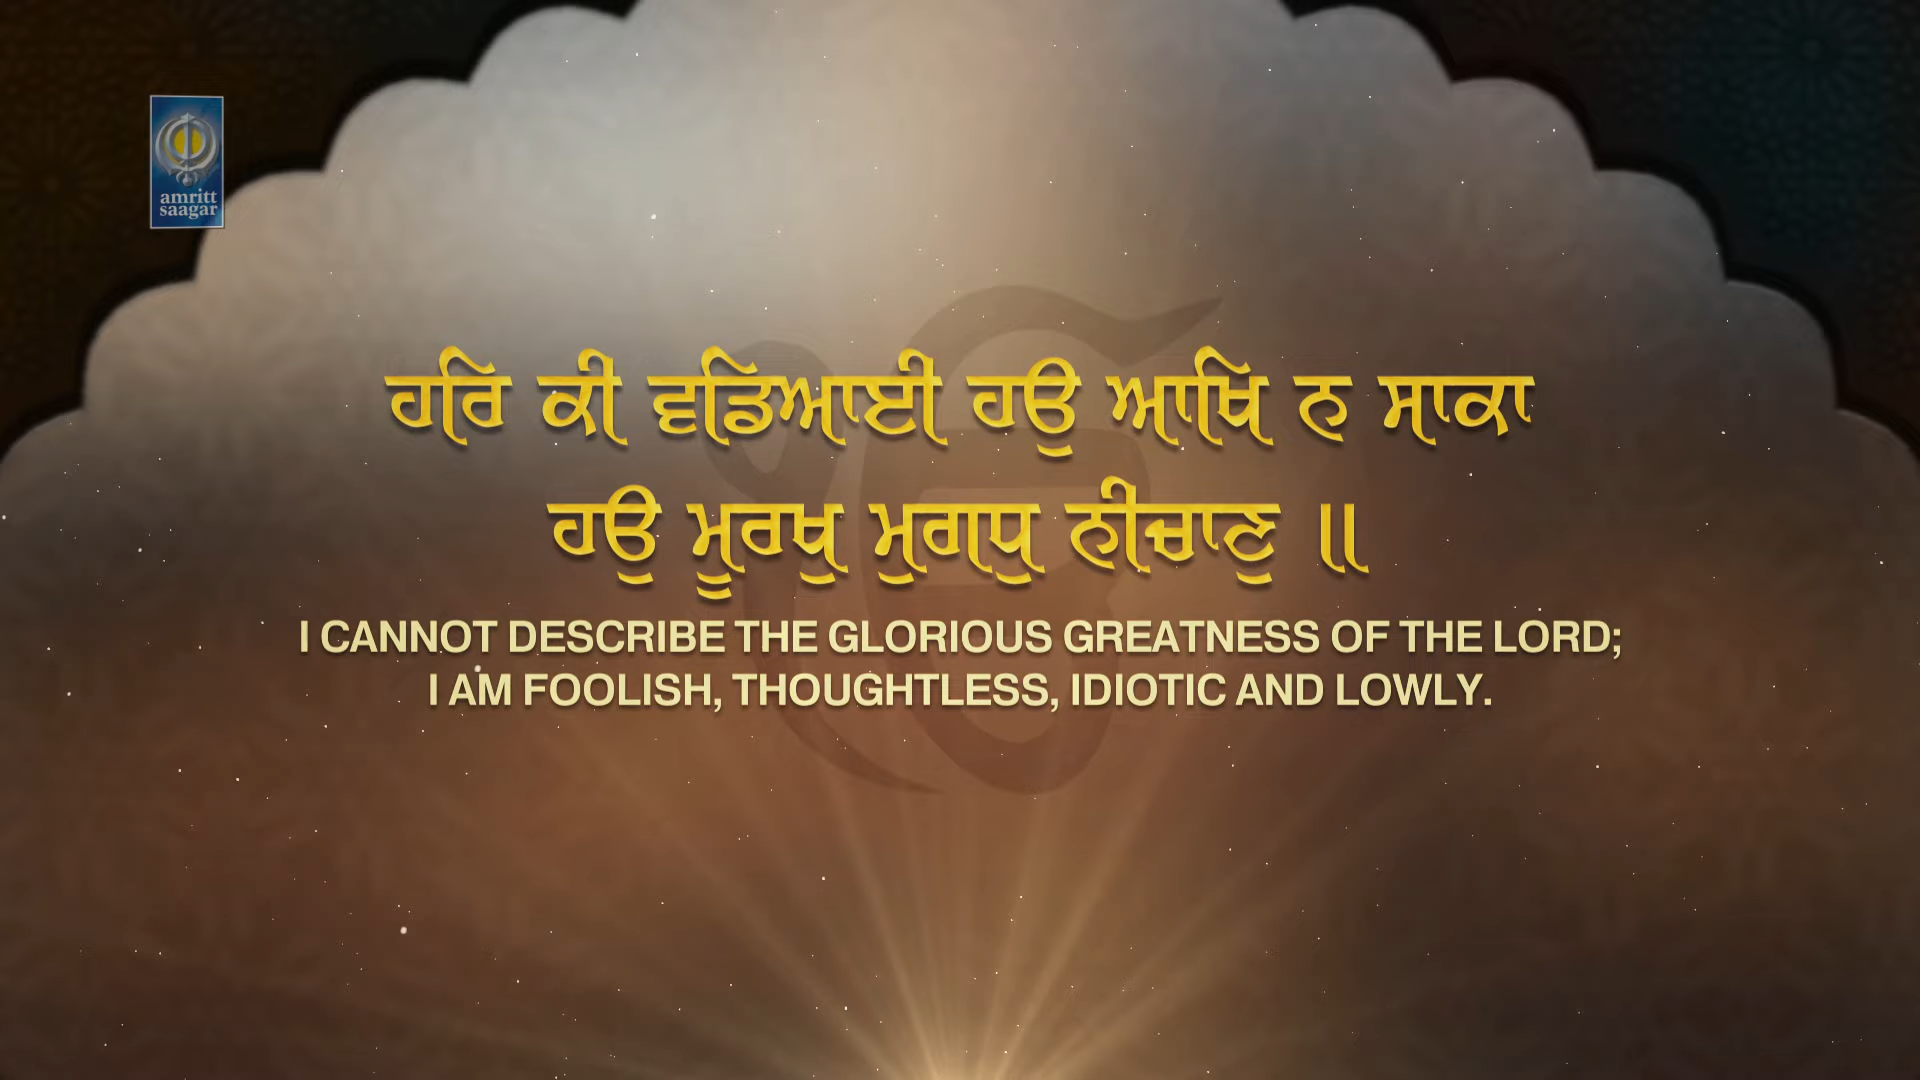 amritt
saagar
ਹਰਿ ਕੀ ਵਡਿਆਈ ਹਉ ਆਖਿ ਨ ਸਾਕਾ
ਹਉ ਮੂਰਖੁ ਮੁਗਧੁ ਨੀਚਾਣੁ ॥
I CANNOT DESCRIBE THE GLORIOUS GREATNESS OF THE LORD;
I AM FOOLISH, THOUGHTLESS, IDIOTIC AND LOWLY.